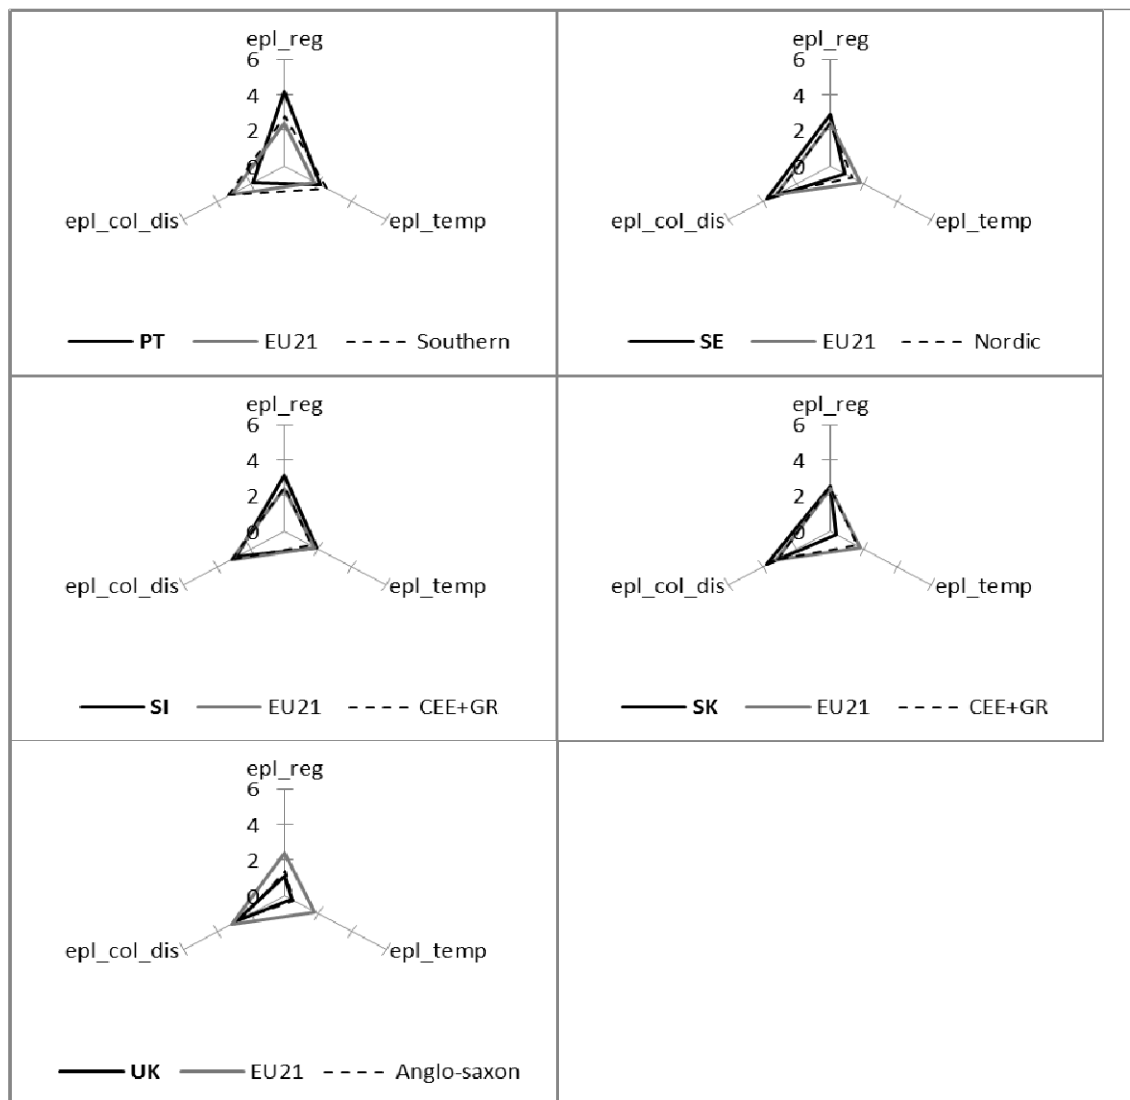 epl_reg
6
4
2
0
epl_col_dis
epl_temp
PT EU21 Southern
epl_reg
6
4
2
0
epl_col_dis
epl_temp
SE EU21 Nordic
epl_reg
6
4
2
0
epl_col_dis
epl_temp
SI EU21 CEE+GR
epl_reg
6
4
2
0
epl_col_dis
epl_temp
SK EU21 CEE+GR
epl_reg
6
4
2
0
epl_col_dis
epl_temp
UK EU21 Anglo-saxon